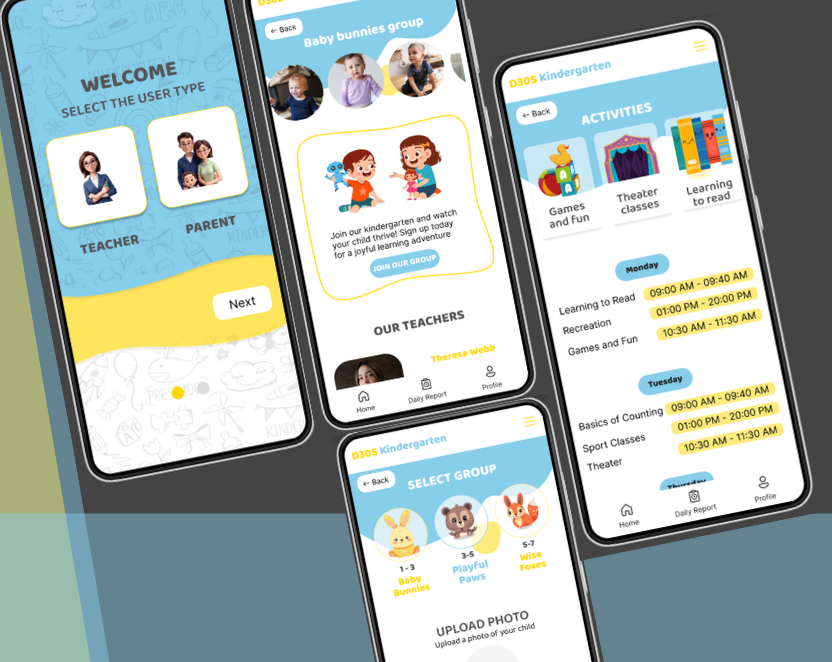 WELCOME
SELECT THE USER TYPE
TEACHER
PARENT
Next
D3OS Kindergarten
← Back
Baby bunnies group
Join our kindergarten and watch
your child thrive! Sign up today
for a joyful learning adventure
JOIN OUR GROUP
OUR TEACHERS
Theresa Webb
Home
Daily Report
Profile
D3OS Kindergarten
← Back
SELECT GROUP
1 - 3
Baby
Bunnies
3-5
Playful
Paws
5-7
Wise
Foxes
UPLOAD PHOTO
Upload a photo of your child
D3OS Kindergarten
← Back
ACTIVITIES
Games
and fun
Theater
classes
Learning
to read
Monday
Learning to Read 09:00 AM - 09:40 AM
Recreation 01:00 PM - 20:00 PM
Games and Fun 10:30 AM - 11:30 AM
Tuesday
Basics of Counting 09:00 AM - 09:40 AM
Sport Classes 01:00 PM - 20:00 PM
Theater 10:30 AM - 11:30 AM
Thursday
Home
Daily Report
Profile